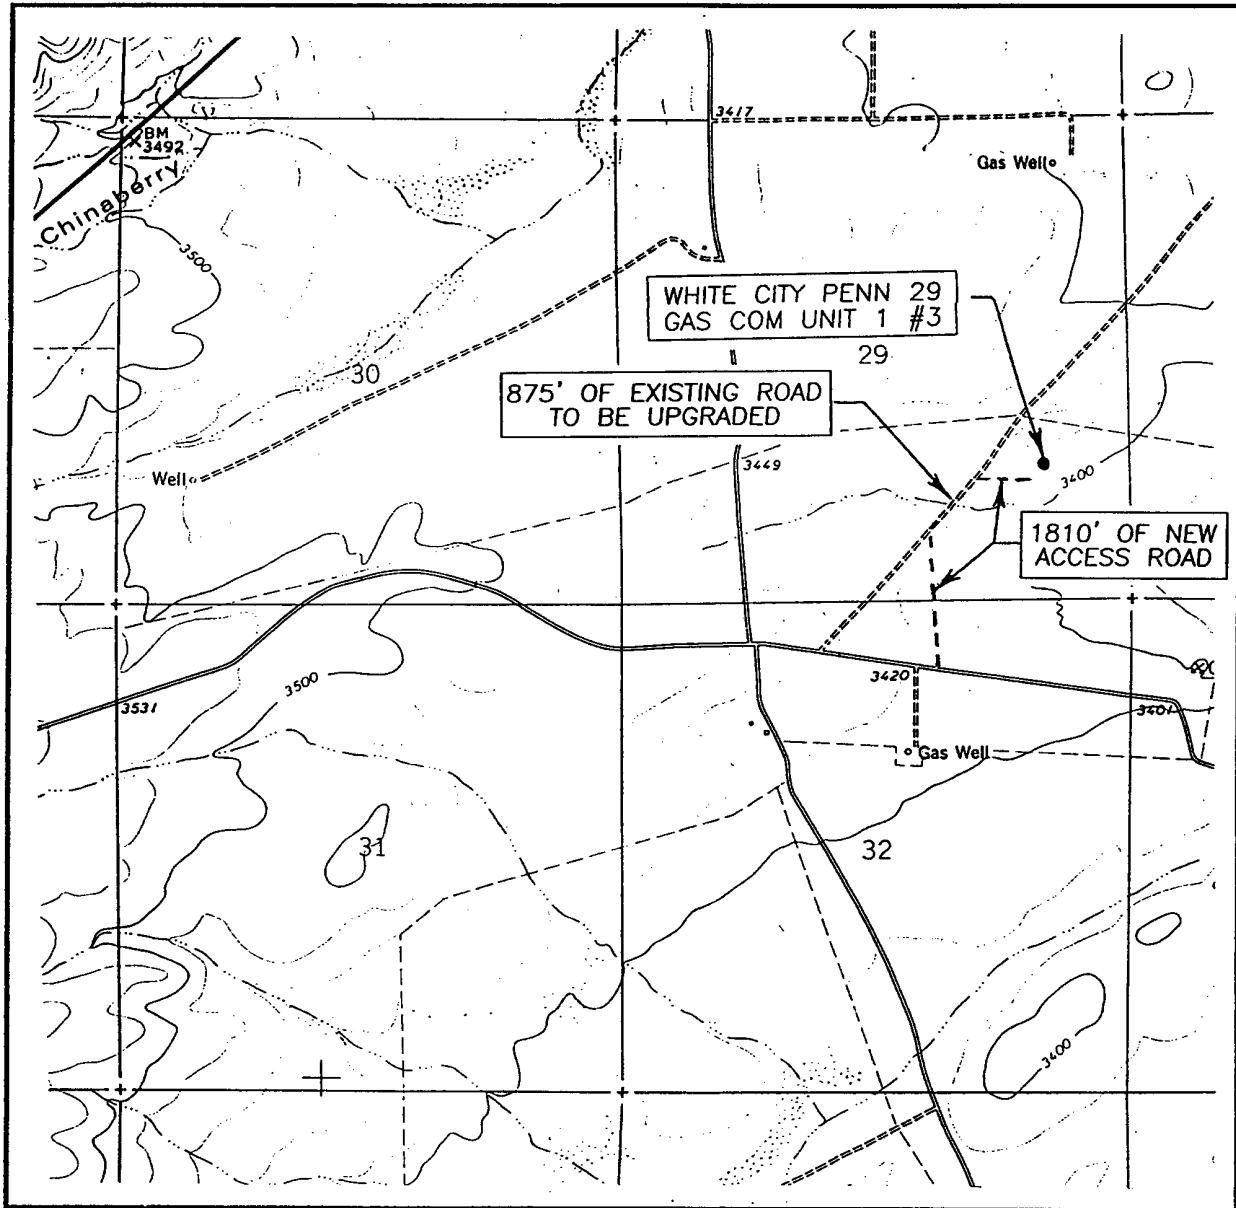 3417
BM
3492
Gas Well
Chinaberry
3500
WHITE CITY PENN 29
GAS COM UNIT 1 #3
29
30
875' OF EXISTING ROAD
TO BE UPGRADED
3449
Well
3400
1810' OF NEW
ACCESS ROAD
3420
3500
3531
3401
Gas Well
31
32
3400